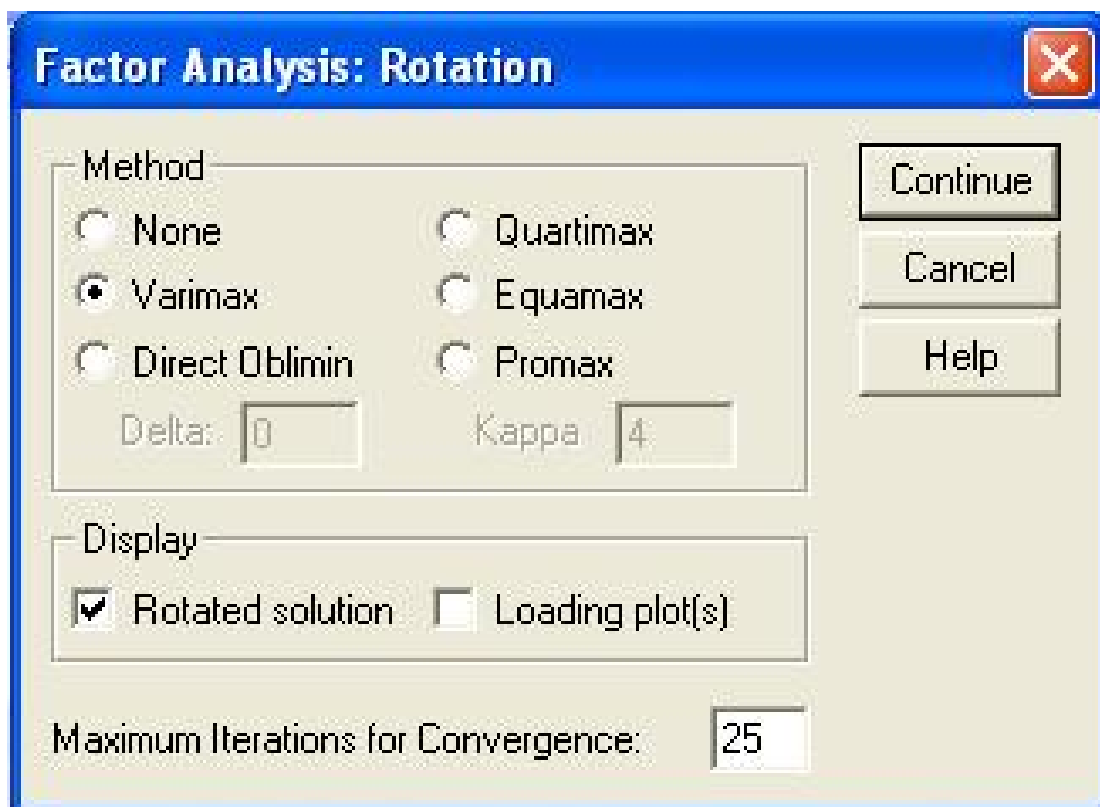 Factor Analysis: Rotation
Method
None
Quartimax
Varimax
Equamax
Direct Oblimin
Promax
Delta: 0
Kappa 4
Continue
Cancel
Help
Display
Rotated solution
Loading plot(s)
Maximum Iterations for Convergence: 25